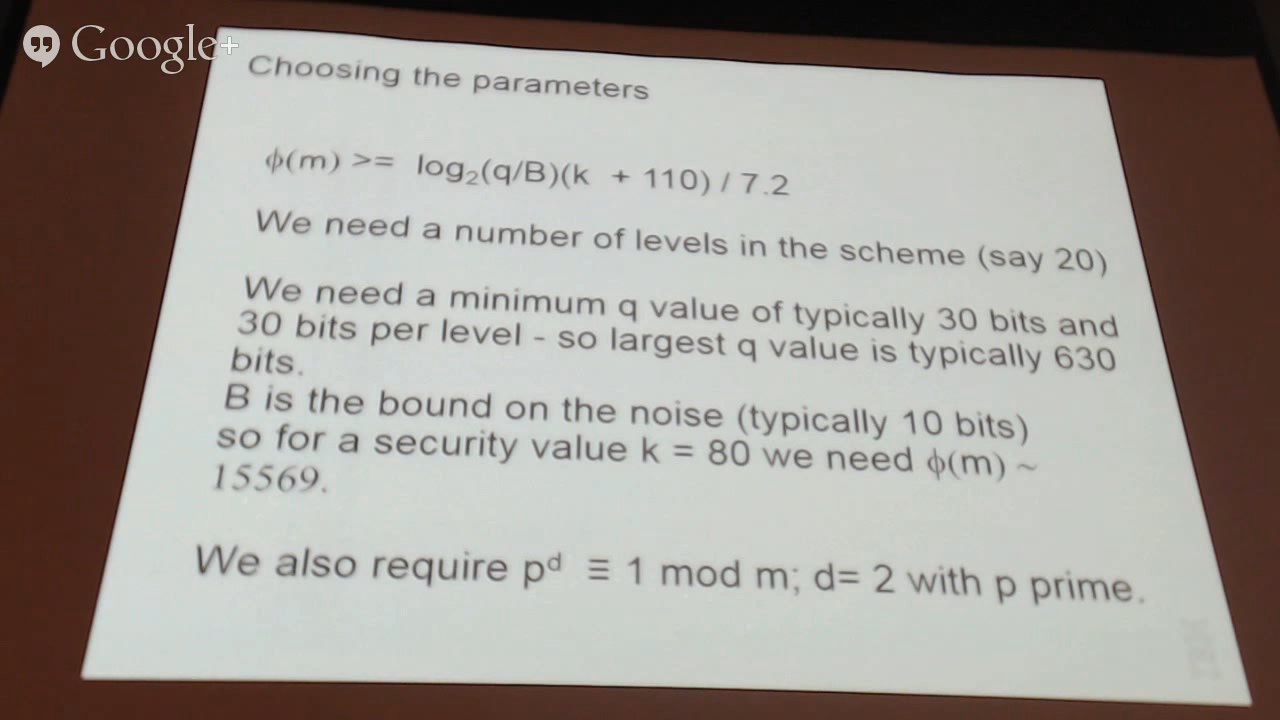 Google+
Choosing the parameters
ϕ(m) >= log₂(q/B)(k + 110) / 7.2
We need a number of levels in the scheme (say 20)
We need a minimum q value of typically 30 bits and
30 bits per level - so largest q value is typically 630
bits.
B is the bound on the noise (typically 10 bits)
so for a security value k = 80 we need ϕ(m) ~
15569.
We also require pᵈ ≡ 1 mod m; d= 2 with p prime.
IBM